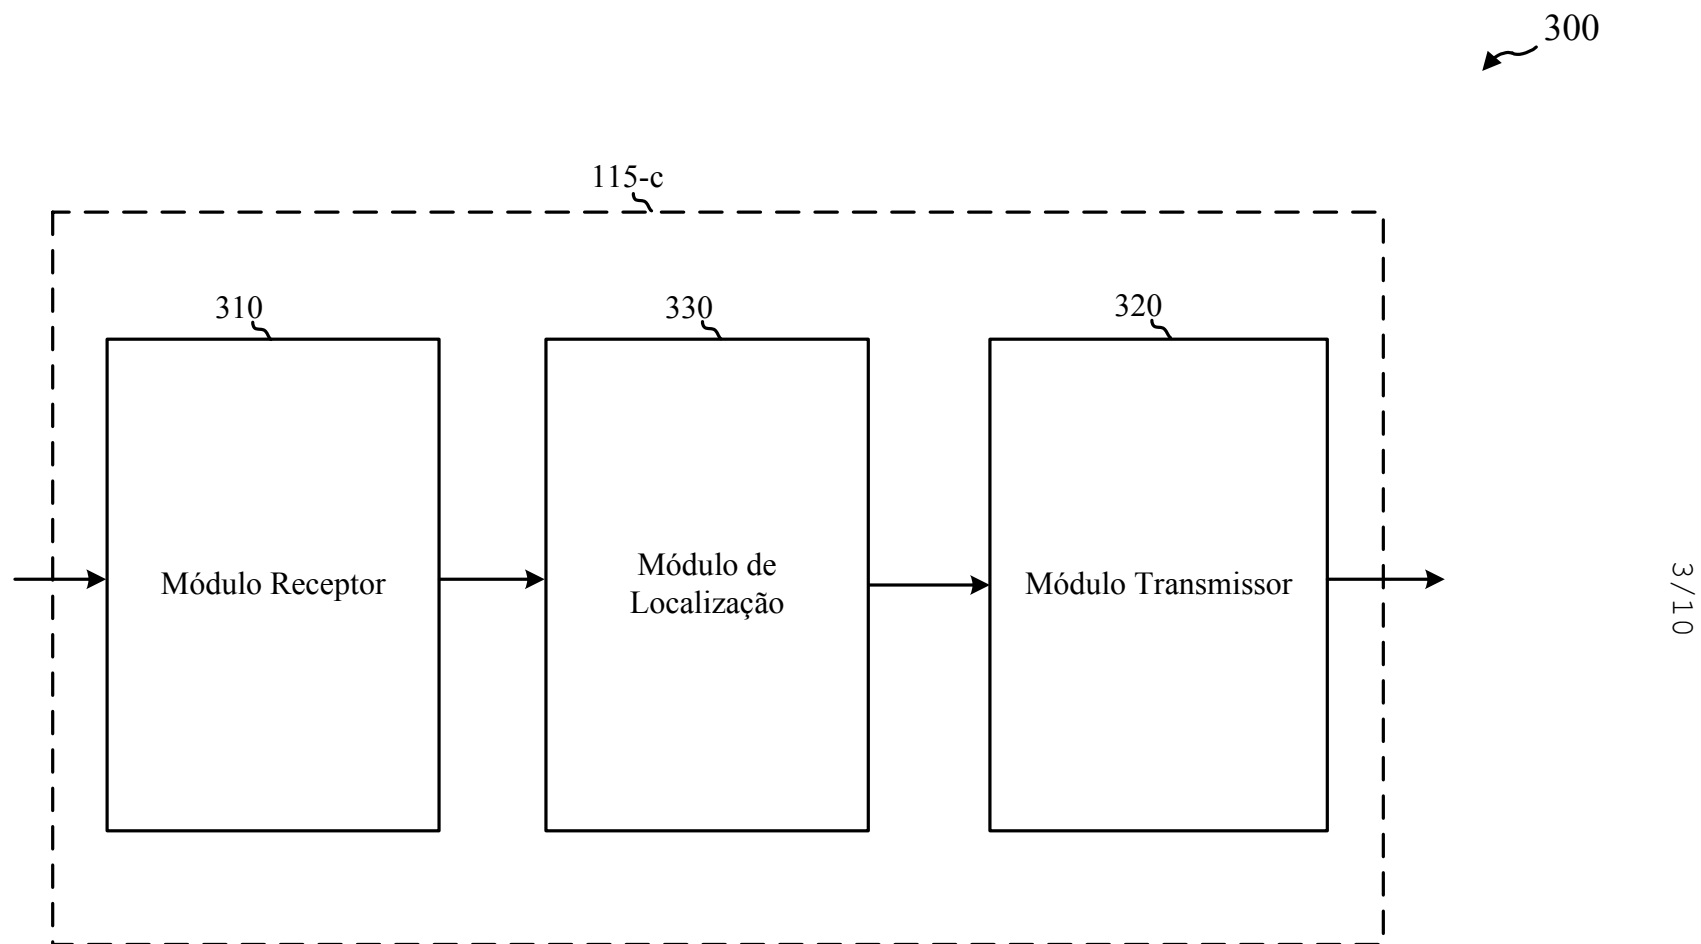 300
115-c
310
330
320
Módulo Receptor
Módulo de
Localização
Módulo Transmissor
3/10